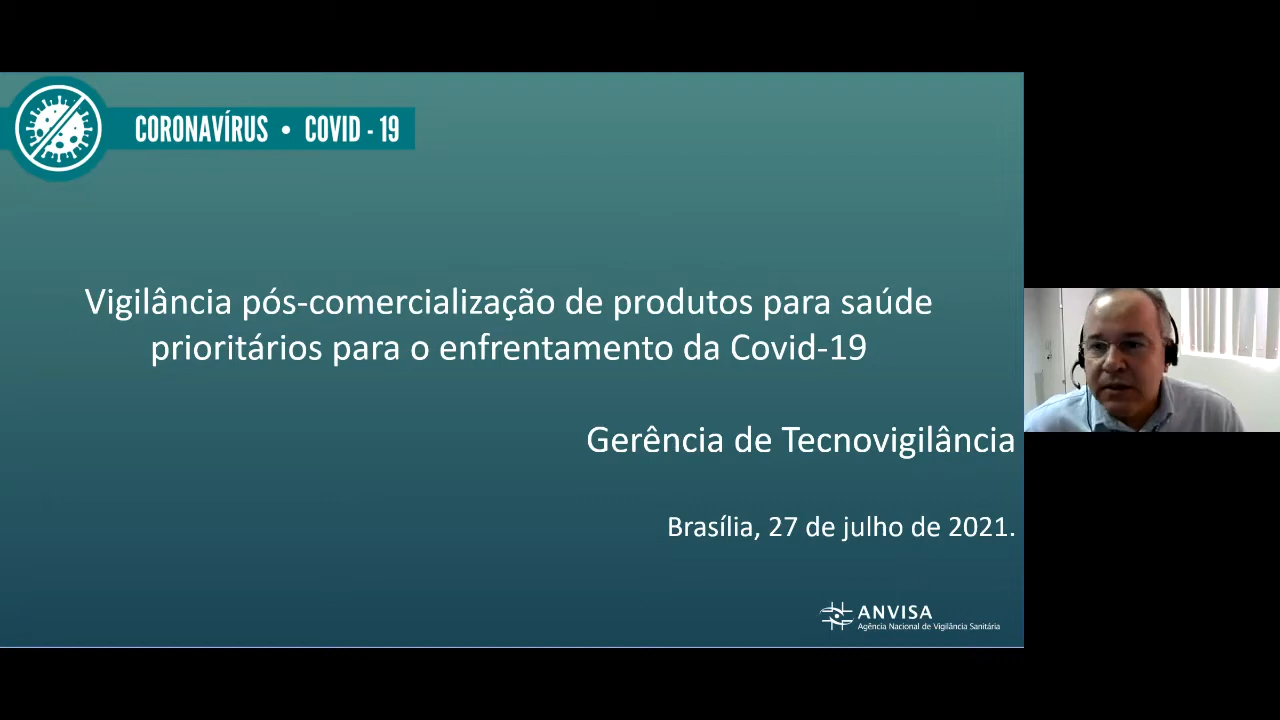 CORONAVÍRUS • COVID - 19
Vigilância pós-comercialização de produtos para saúde
prioritários para o enfrentamento da Covid-19
Gerência de Tecnovigilância
Brasília, 27 de julho de 2021.
ANVISA
Agência Nacional de Vigilância Sanitária